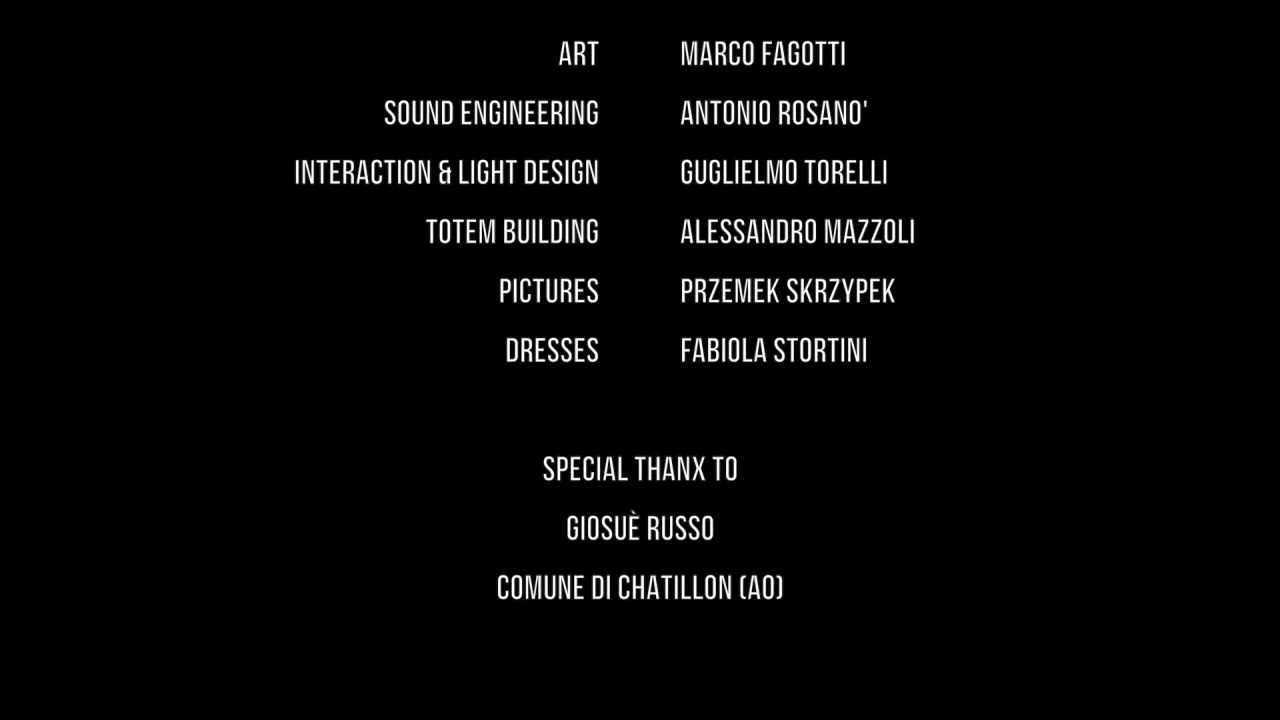 ART MARCO FAGOTTI
SOUND ENGINEERING ANTONIO ROSANO'
INTERACTION & LIGHT DESIGN GUGLIELMO TORELLI
TOTEM BUILDING ALESSANDRO MAZZOLI
PICTURES PRZEMEK SKRZYPEK
DRESSES FABIOLA STORTINI
SPECIAL THANX TO
GIOSUÈ RUSSO
COMUNE DI CHATILLON (AO)